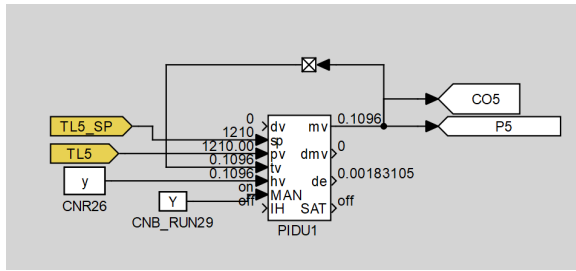 CO5
TL5_SP
0
dv
mv
0.1096
P5
1210
sp
TL5
1210.00
pv
dmv
0
0.1096
tv
y
0.1096
hv
de
0.00183105
CNR26
on
MAN
Y
off
IH
SAT
off
CNB_RUN29
PIDU1